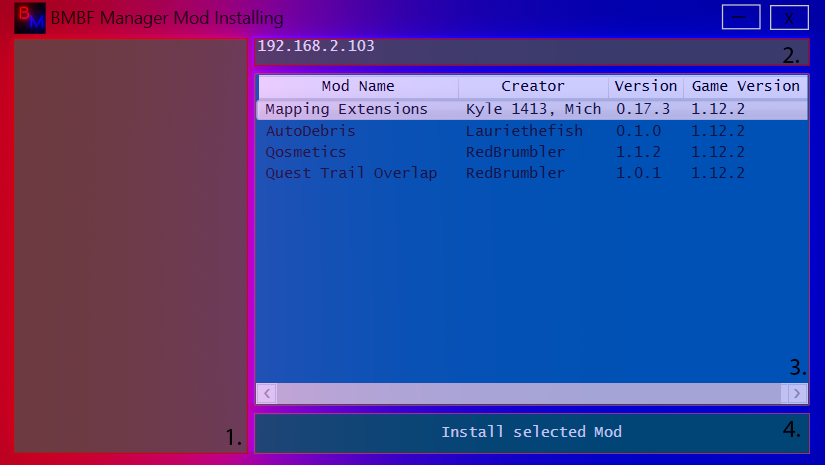 BM BMBF Manager Mod Installing — x
192.168.2.103 2.
Mod Name Creator Version Game Version
Mapping Extensions Kyle 1413, Mich 0.17.3 1.12.2
AutoDebris Lauriethefish 0.1.0 1.12.2
Qosmetics RedBrumbler 1.1.2 1.12.2
Quest Trail Overlap RedBrumbler 1.0.1 1.12.2
3.
1. Install selected Mod 4.